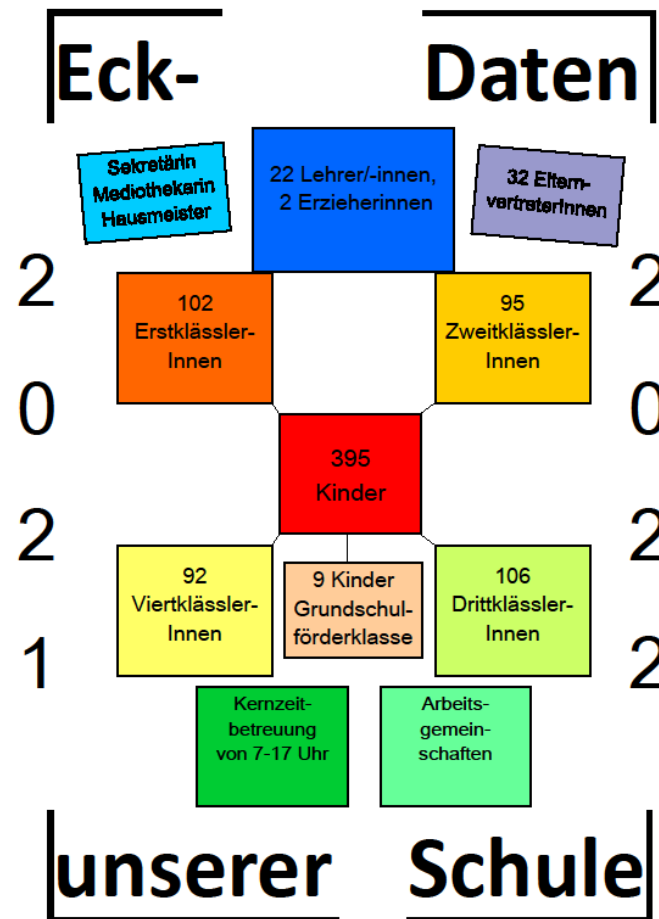 Eck- Daten
Sekretärin
Mediothekarin
Hausmeister
22 Lehrer/-innen,
2 Erzieherinnen
32 Eltern-
vertreterInnen
2
0
2
1
102
Erstklässler-
Innen
95
Zweitklässler-
Innen
2
0
2
2
395
Kinder
92
Viertklässler-
Innen
9 Kinder
Grundschul-
förderklasse
106
Drittklässler-
Innen
Kernzeit-
betreuung
von 7-17 Uhr
Arbeits-
gemein-
schaften
unserer Schule